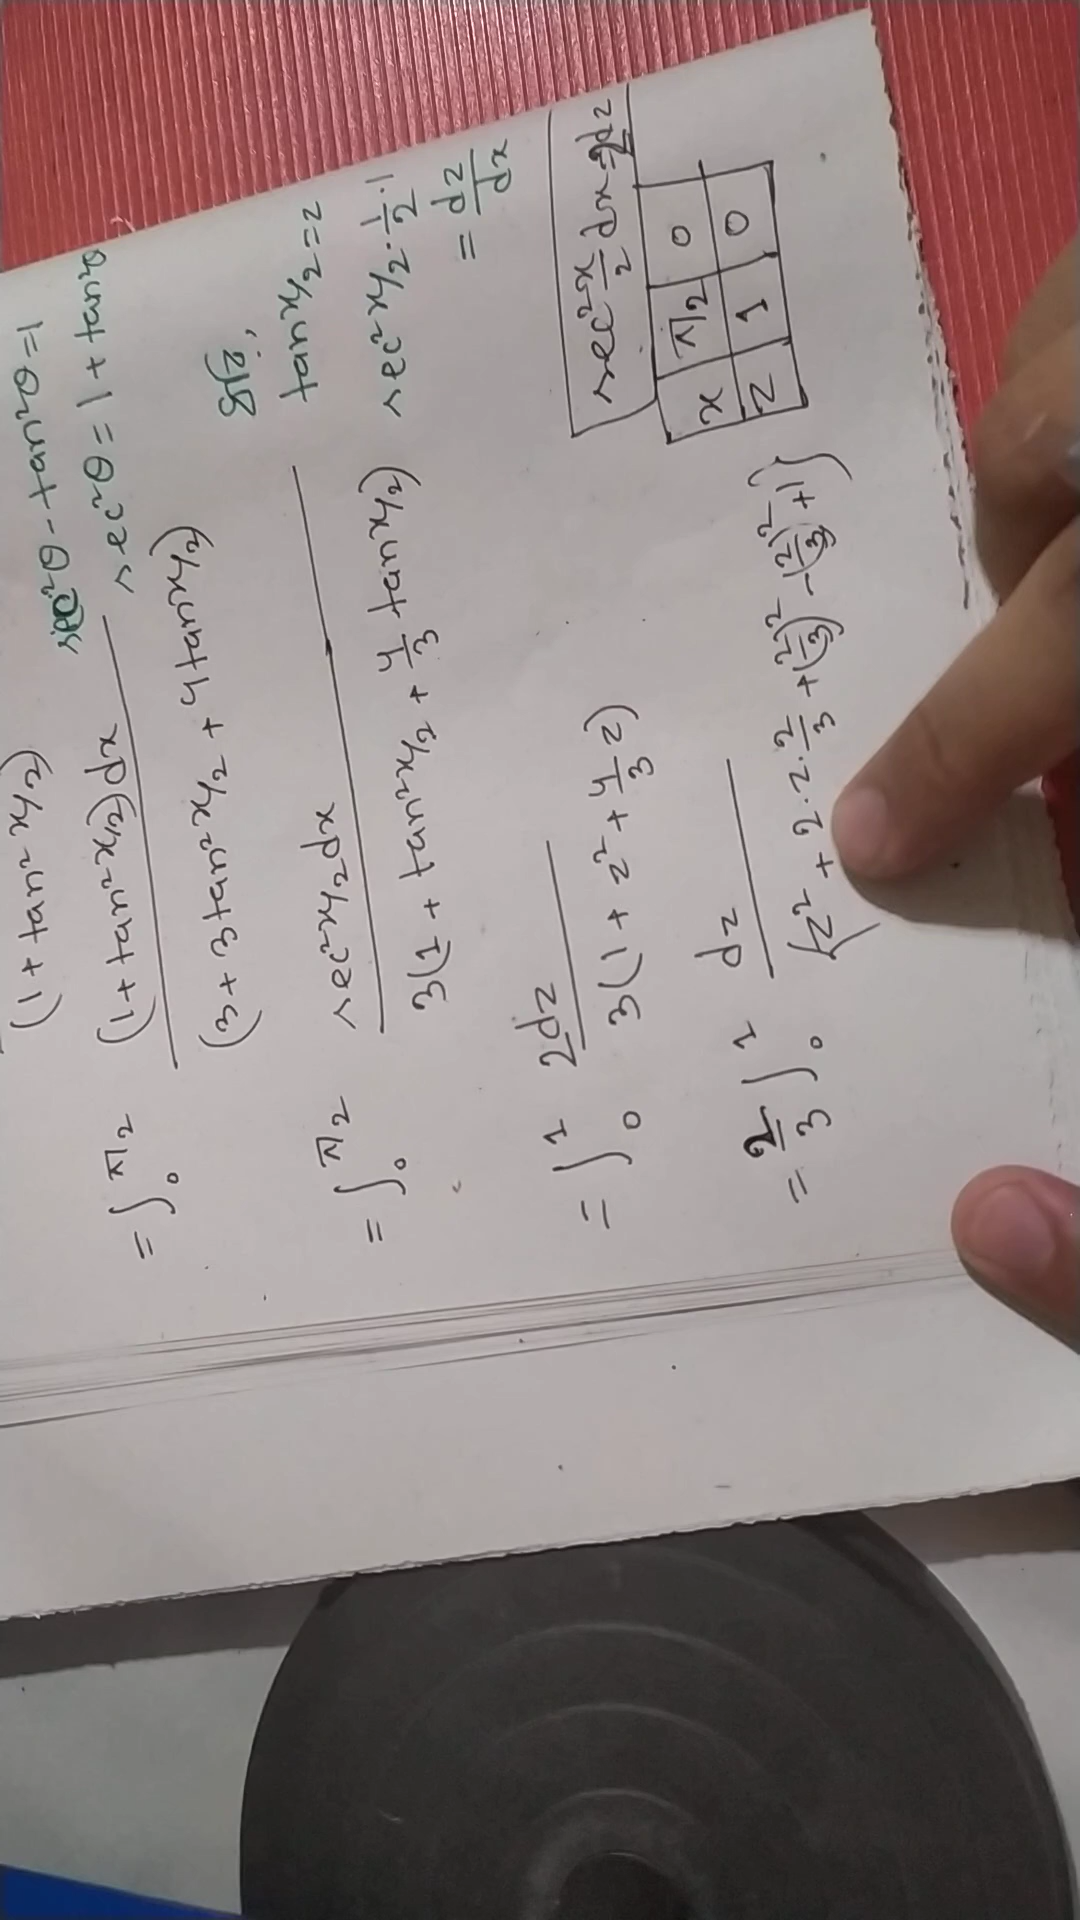 (1 + tan² x/2)
sec²θ - tan²θ = 1
sec²θ = 1 + tan²θ
= ∫₀^π/2 (1 + tan² x/2) dx / (3 + 3tan² x/2 + 4tan x/2)
ধরি,
tan x/2 = z
= ∫₀^π/2 sec² x/2 dx / 3(1 + tan² x/2 + 4/3 tan x/2)
sec² x/2 · 1/2 · 1
= dz/dx
= ∫₀^1 2dz / 3(1 + z² + 4/3 z)
sec² x/2 dx = 2dz
x | π/2 | 0
z | 1 | 0
= 2/3 ∫₀^1 dz / {z² + 2·z·2/3 + (2/3)² - (2/3)² + 1}